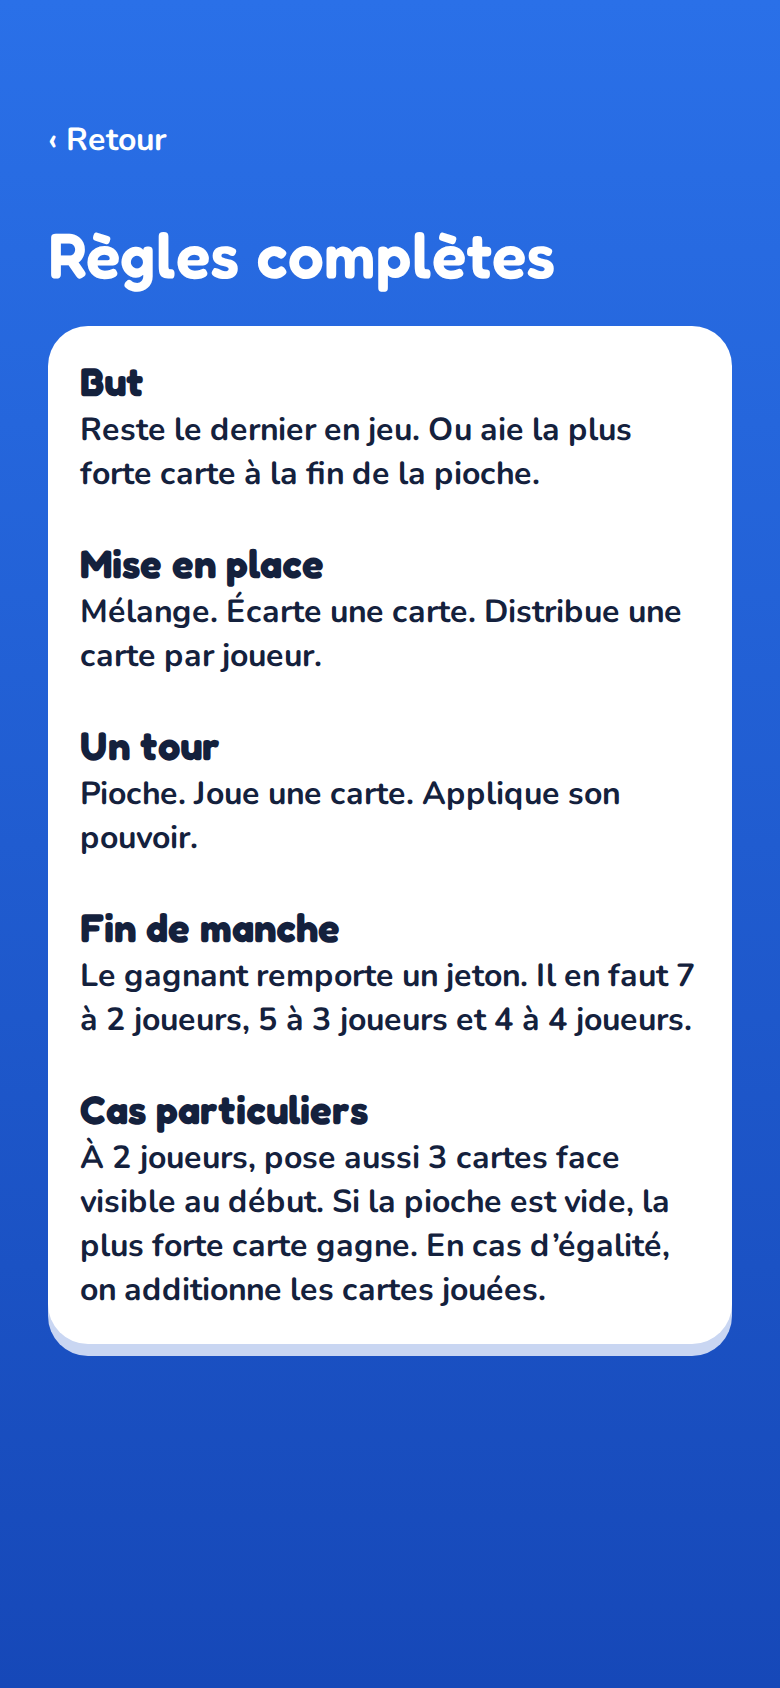 ‹ Retour
Règles complètes
But
Reste le dernier en jeu. Ou aie la plus
forte carte à la fin de la pioche.
Mise en place
Mélange. Écarte une carte. Distribue une
carte par joueur.
Un tour
Pioche. Joue une carte. Applique son
pouvoir.
Fin de manche
Le gagnant remporte un jeton. Il en faut 7
à 2 joueurs, 5 à 3 joueurs et 4 à 4 joueurs.
Cas particuliers
À 2 joueurs, pose aussi 3 cartes face
visible au début. Si la pioche est vide, la
plus forte carte gagne. En cas d’égalité,
on additionne les cartes jouées.